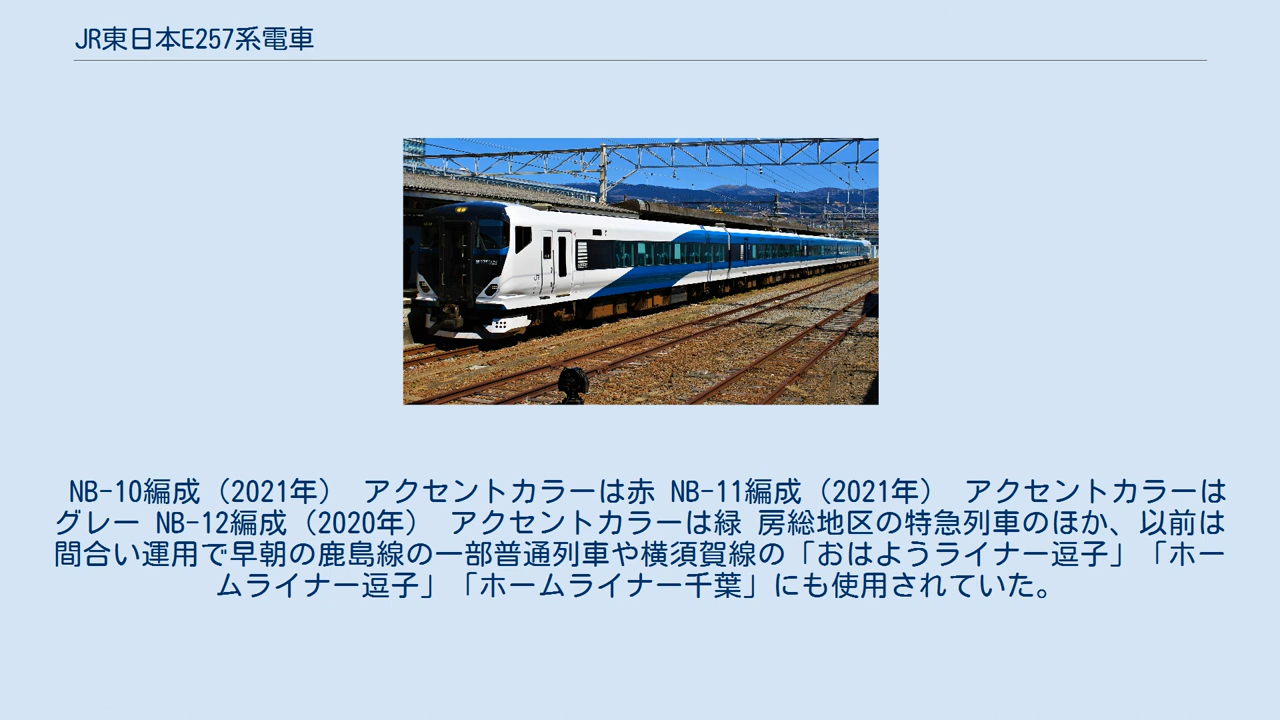 JR東日本E257系電車
NB-10編成（2021年） アクセントカラーは赤 NB-11編成（2021年） アクセントカラーは
グレー NB-12編成（2020年） アクセントカラーは緑 房総地区の特急列車のほか、以前は
間合い運用で早朝の鹿島線の一部普通列車や横須賀線の「おはようライナー逗子」「ホー
ムライナー逗子」「ホームライナー千葉」にも使用されていた。